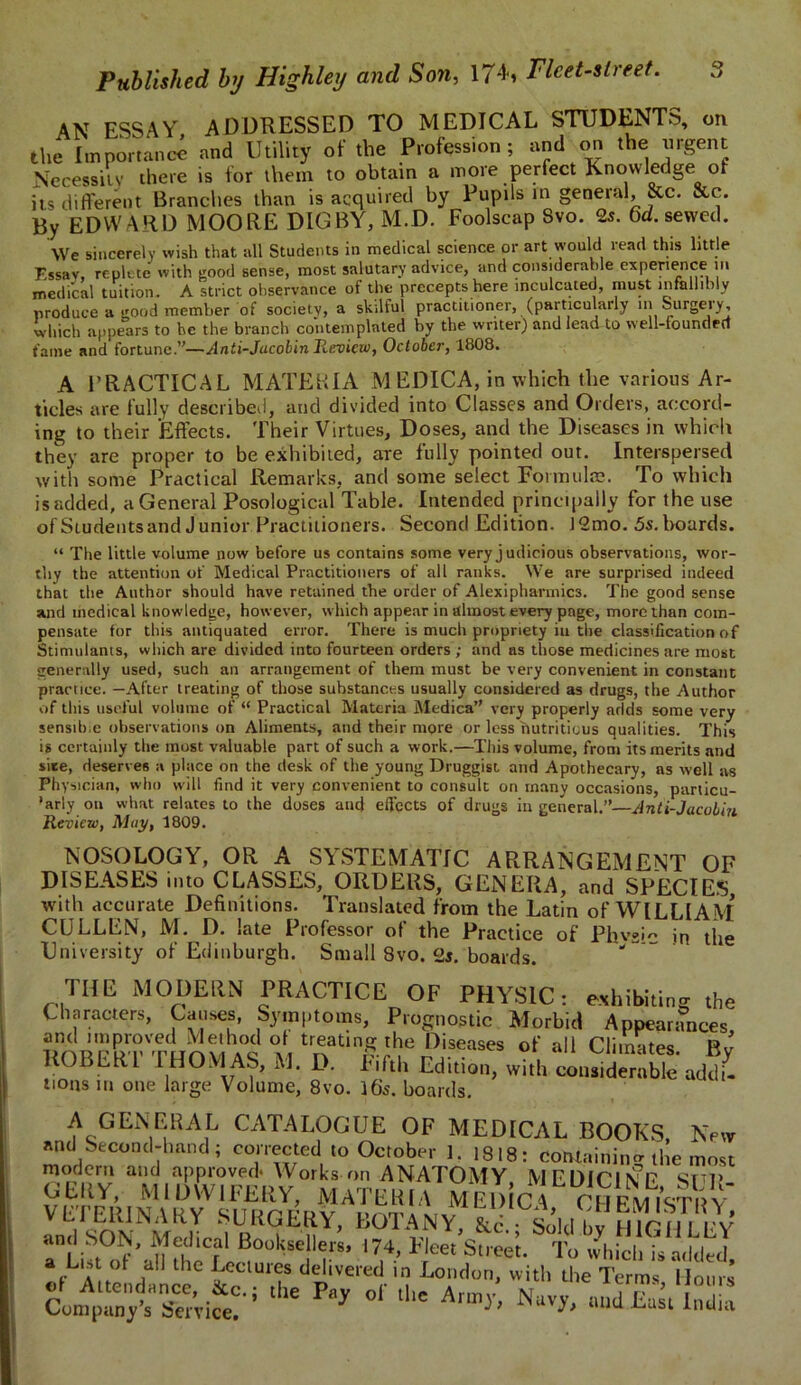 Published by Highley and Son, 174, Fleet-street. 3
AN ESSAY, ADDRESSED TO MEDICAL STUDENTS, on
the Importance and Utility of the Profession; and on the urgent
Necessity there is for them to obtain a more perfect Knowledge of
its different Branches than is acquired by Pupils in general, &c. &c.
By EDWARD MOORE DIGBY, M.D. Foolscap 8vo. 2s. 6d. sewed.
We sincerely wish that all Students in medical science or art would read this little
Essay, replete with good sense, most salutary advice, and considerable experience in
medical tuition. A strict observance of the precepts here inculcated, must infallibly
produce a good member of society, a skilful practitioner, (particularly in Surgery,
which appears to be the branch contemplated by the writer) and lead to well-founded
fame and fortune."—Anti-Jacobin Review, October, 1808.
A PRACTICAL MATERIA MEDICA, in which the various Ar-
ticles are fully described, and divided into Classes and Orders, accord-
ing to their Effects. Their Virtues, Doses, and the Diseases in which
they are proper to be exhibited, are fully pointed out. Interspersed
with some Practical Remarks, and some select Formulæ. To which
is added, a General Posological Table. Intended principally for the use
of Students and Junior Practitioners. Second Edition. 12mo. 5s. boards.
“ The little volume now before us contains some very judicious observations, wor-
thy the attention of Medical Practitioners of all ranks. We are surprised indeed
that the Author should have retained the order of Alexipharmics. The good sense
and medical knowledge, however, which appear in almost every page, more than com-
pensate for this antiquated error. There is much propriety in the classification of
Stimulants, which are divided into fourteen orders; and as those medicines are most
generally used, such an arrangement of them must be very convenient in constant
practice.—After treating of those substances usually considered as drugs, the Author
of this useful volume of “ Practical Materia Medica” very properly adds some very
sensible observations on Aliments, and their more or less nutritious qualities. This
is certainly the most valuable part of such a work.—This volume, from its merits and
size, deserves a place on the desk of the young Druggist and Apothecary, as well as
Physician, who will find it very convenient to consult on many occasions, particu-
larly on what relates to the doses and effects of drugs in general.”—Anti-Jacobin
Review, May, 1809.
NOSOLOGY, OR A SYSTEMATIC ARRANGEMENT OF
DISEASES into CLASSES, ORDERS, GENERA, and SPECIES,
with accurate Definitions. Translated from the Latin of WILLIAM
CULLEN, M. D. late Professor of the Practice of Physic in the
University of Edinburgh. Small 8vo. 2s. boards.
THE MODERN PRACTICE OF PHYSIC: exhibiting the
Characters, Causes, Symptoms, Prognostic Morbid Appearances,
and improved Method of treating the Diseases of all Climates. By
ROBERT THOMAS, M. D. Fifth Edition, with considerable addi-
tions in one large Volume, 8vo. 16s. boards.
A GENERAL CATALOGUE OF MEDICAL BOOKS, New
and Second-hand; corrected to October 1. 1818: containing the most
modern and approved Works on ANATOMY, MEDICINE, SUR-
GERY, MIDWIFERY, MATERIA MEDICA, CHEMISTRY,
VETERINARY SURGERY, BOTANY, &c.; Sold by HIGHLEY
and SON, Medical Booksellers, 174, Fleet Street. To which is added,
a List of all the Lectures delivered in London, with the Terms, Hours
of Attendance, &c.; the Pay of the Army, Navy, and East India
Company's Service.